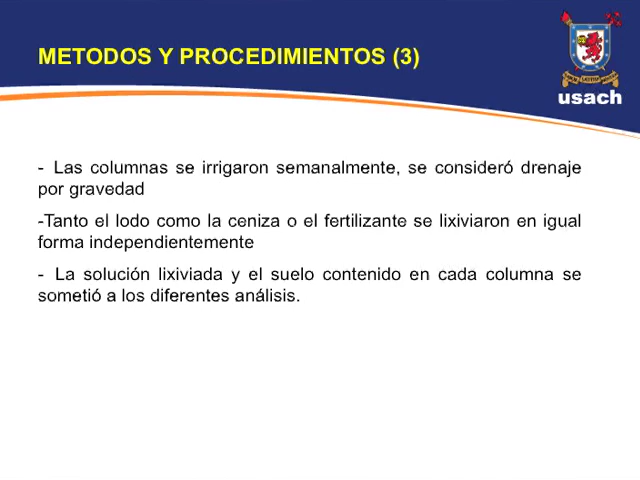 METODOS Y PROCEDIMIENTOS (3)
usach
- Las columnas se irrigaron semanalmente, se consideró drenaje
por gravedad
-Tanto el lodo como la ceniza o el fertilizante se lixiviaron en igual
forma independientemente
- La solución lixiviada y el suelo contenido en cada columna se
sometió a los diferentes análisis.